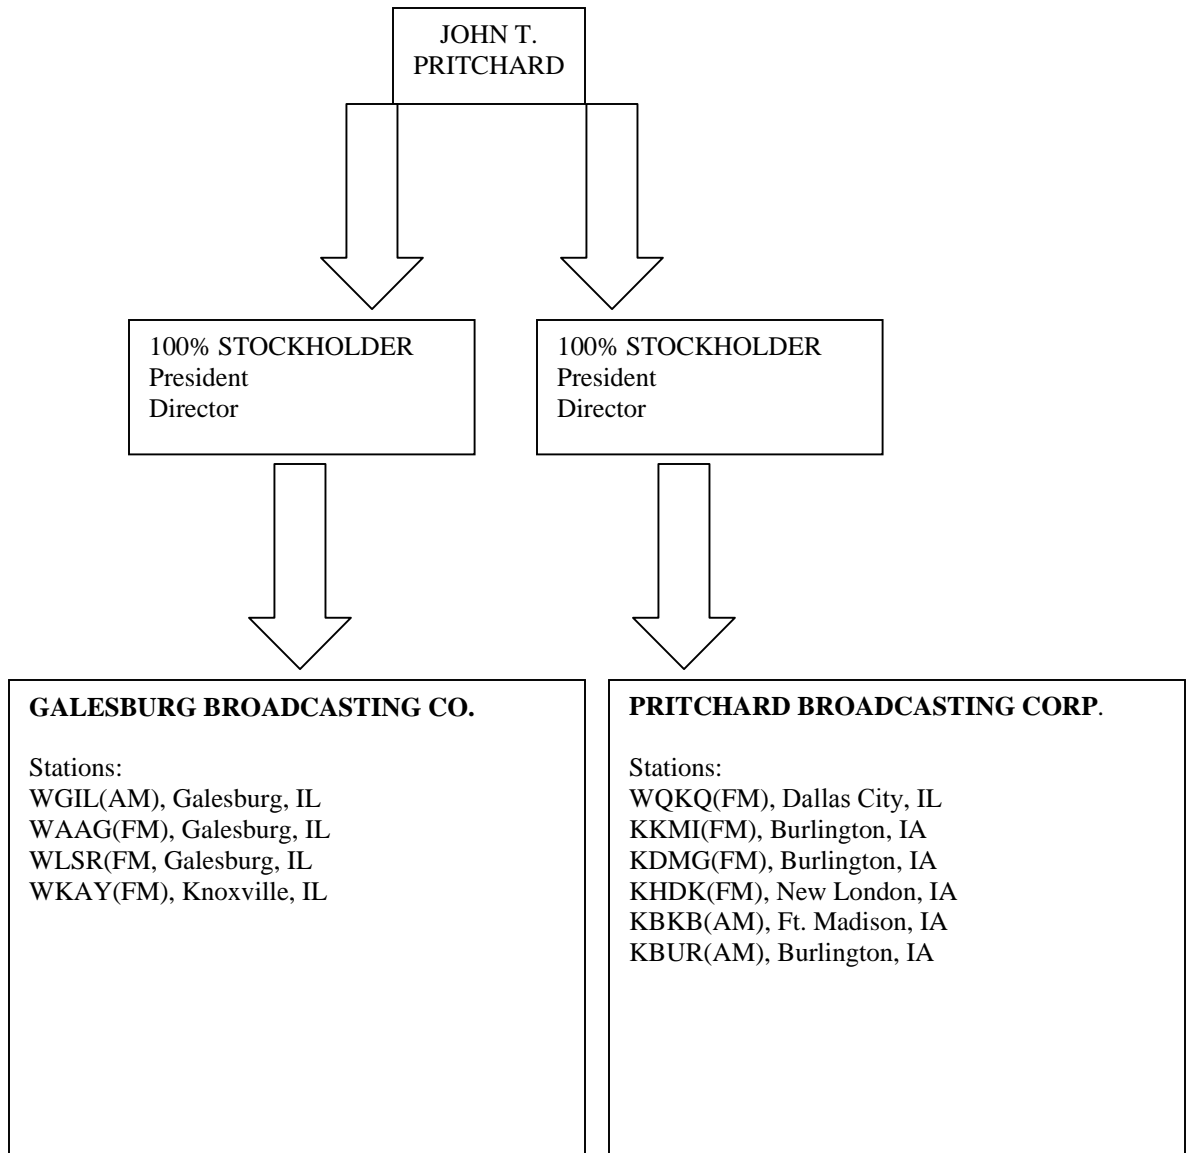 JOHN T.
PRITCHARD
100% STOCKHOLDER
President
Director
100% STOCKHOLDER
President
Director
GALESBURG BROADCASTING CO.
Stations:
WGIL(AM), Galesburg, IL
WAAG(FM), Galesburg, IL
WLSR(FM, Galesburg, IL
WKAY(FM), Knoxville, IL
PRITCHARD BROADCASTING CORP.
Stations:
WQKQ(FM), Dallas City, IL
KKMI(FM), Burlington, IA
KDMG(FM), Burlington, IA
KHDK(FM), New London, IA
KBKB(AM), Ft. Madison, IA
KBUR(AM), Burlington, IA